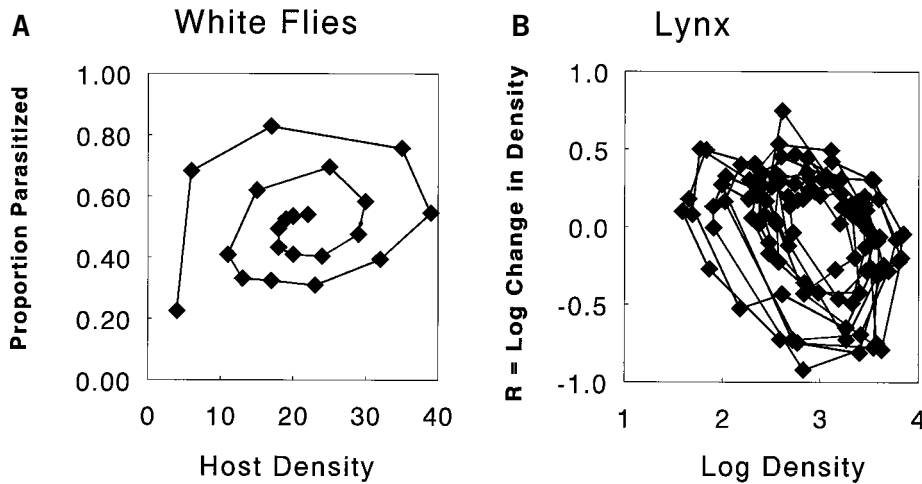 A
White Flies
Proportion Parasitized
1.00
0.80
0.60
0.40
0.20
0.00
0 10 20 30 40
Host Density
B
Lynx
R = Log Change in Density
1.0
0.5
0.0
-0.5
-1.0
1 2 3 4
Log Density